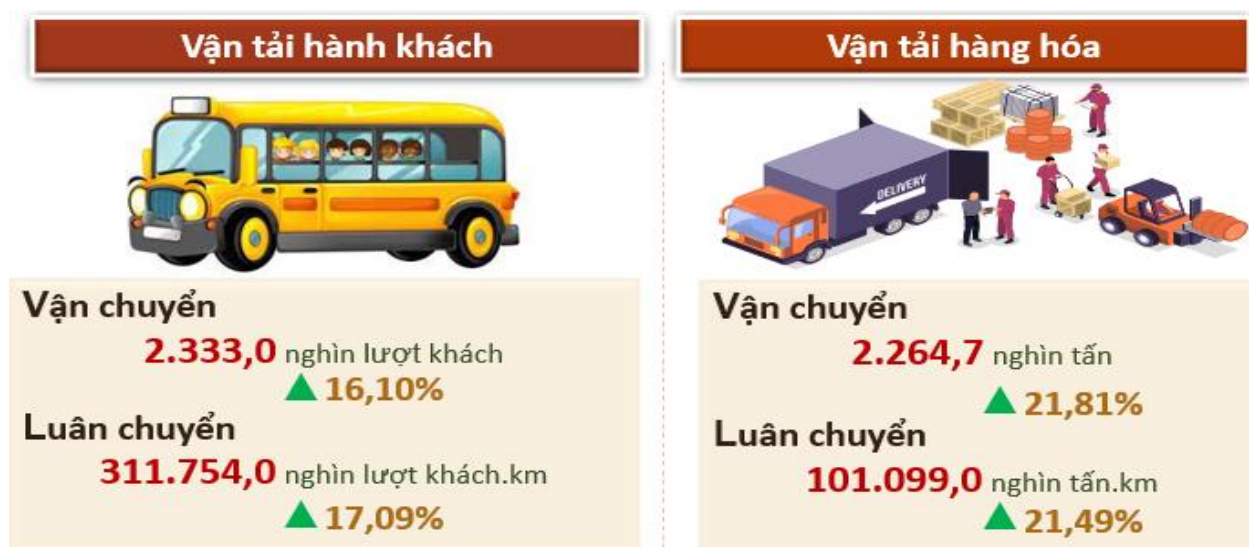 Vận tải hành khách
Vận chuyển
2.333,0 nghìn lượt khách
16,10%
Luân chuyển
311.754,0 nghìn lượt khách.km
17,09%
Vận tải hàng hóa
DELIVERY
Vận chuyển
2.264,7 nghìn tấn
21,81%
Luân chuyển
101.099,0 nghìn tấn.km
21,49%